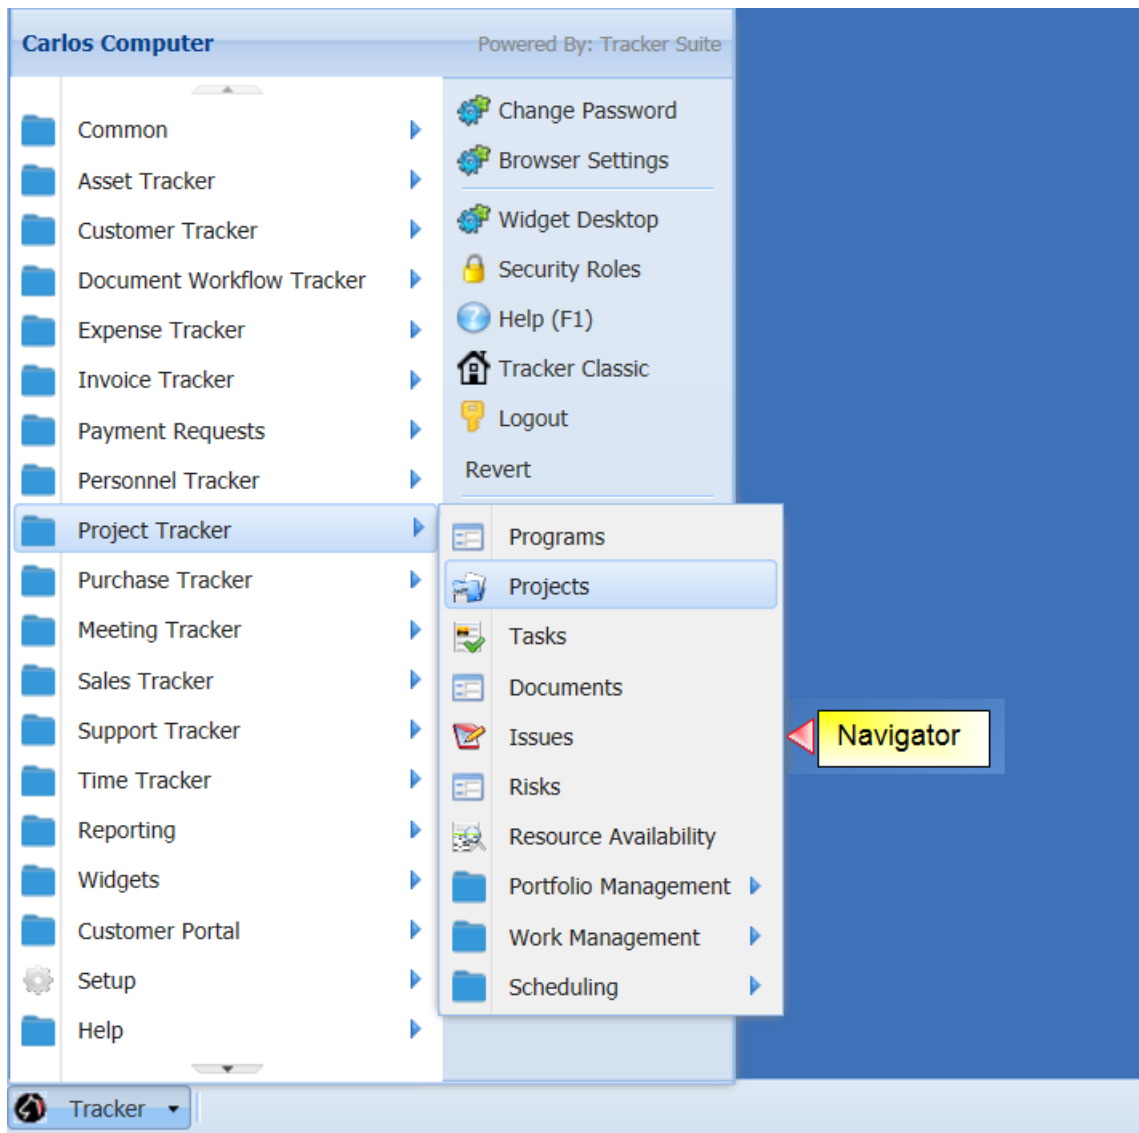 Carlos Computer
Powered By: Tracker Suite
Common
Asset Tracker
Customer Tracker
Document Workflow Tracker
Expense Tracker
Invoice Tracker
Payment Requests
Personnel Tracker
Project Tracker
Purchase Tracker
Meeting Tracker
Sales Tracker
Support Tracker
Time Tracker
Reporting
Widgets
Customer Portal
Setup
Help
Change Password
Browser Settings
Widget Desktop
Security Roles
Help (F1)
Tracker Classic
Logout
Revert
Programs
Projects
Tasks
Documents
Issues
Risks
Resource Availability
Portfolio Management
Work Management
Scheduling
Navigator
Tracker